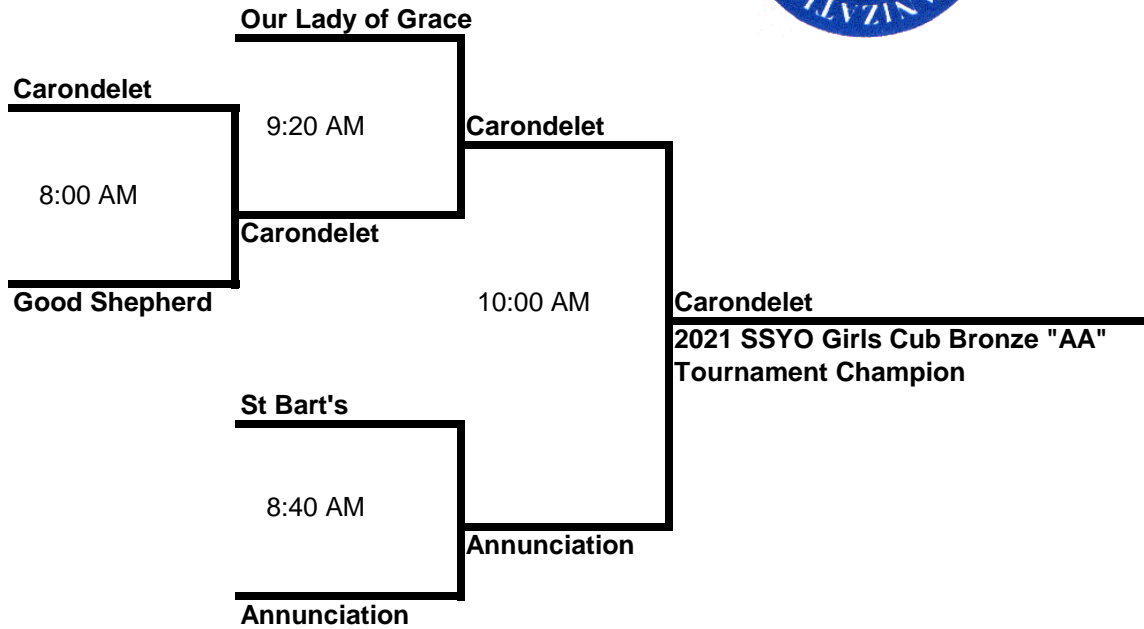 Our Lady of Grace
Carondelet
9:20 AM
Carondelet
8:00 AM
Carondelet
Good Shepherd
10:00 AM
Carondelet
2021 SSYO Girls Cub Bronze "AA"
Tournament Champion
St Bart's
8:40 AM
Annunciation
Annunciation